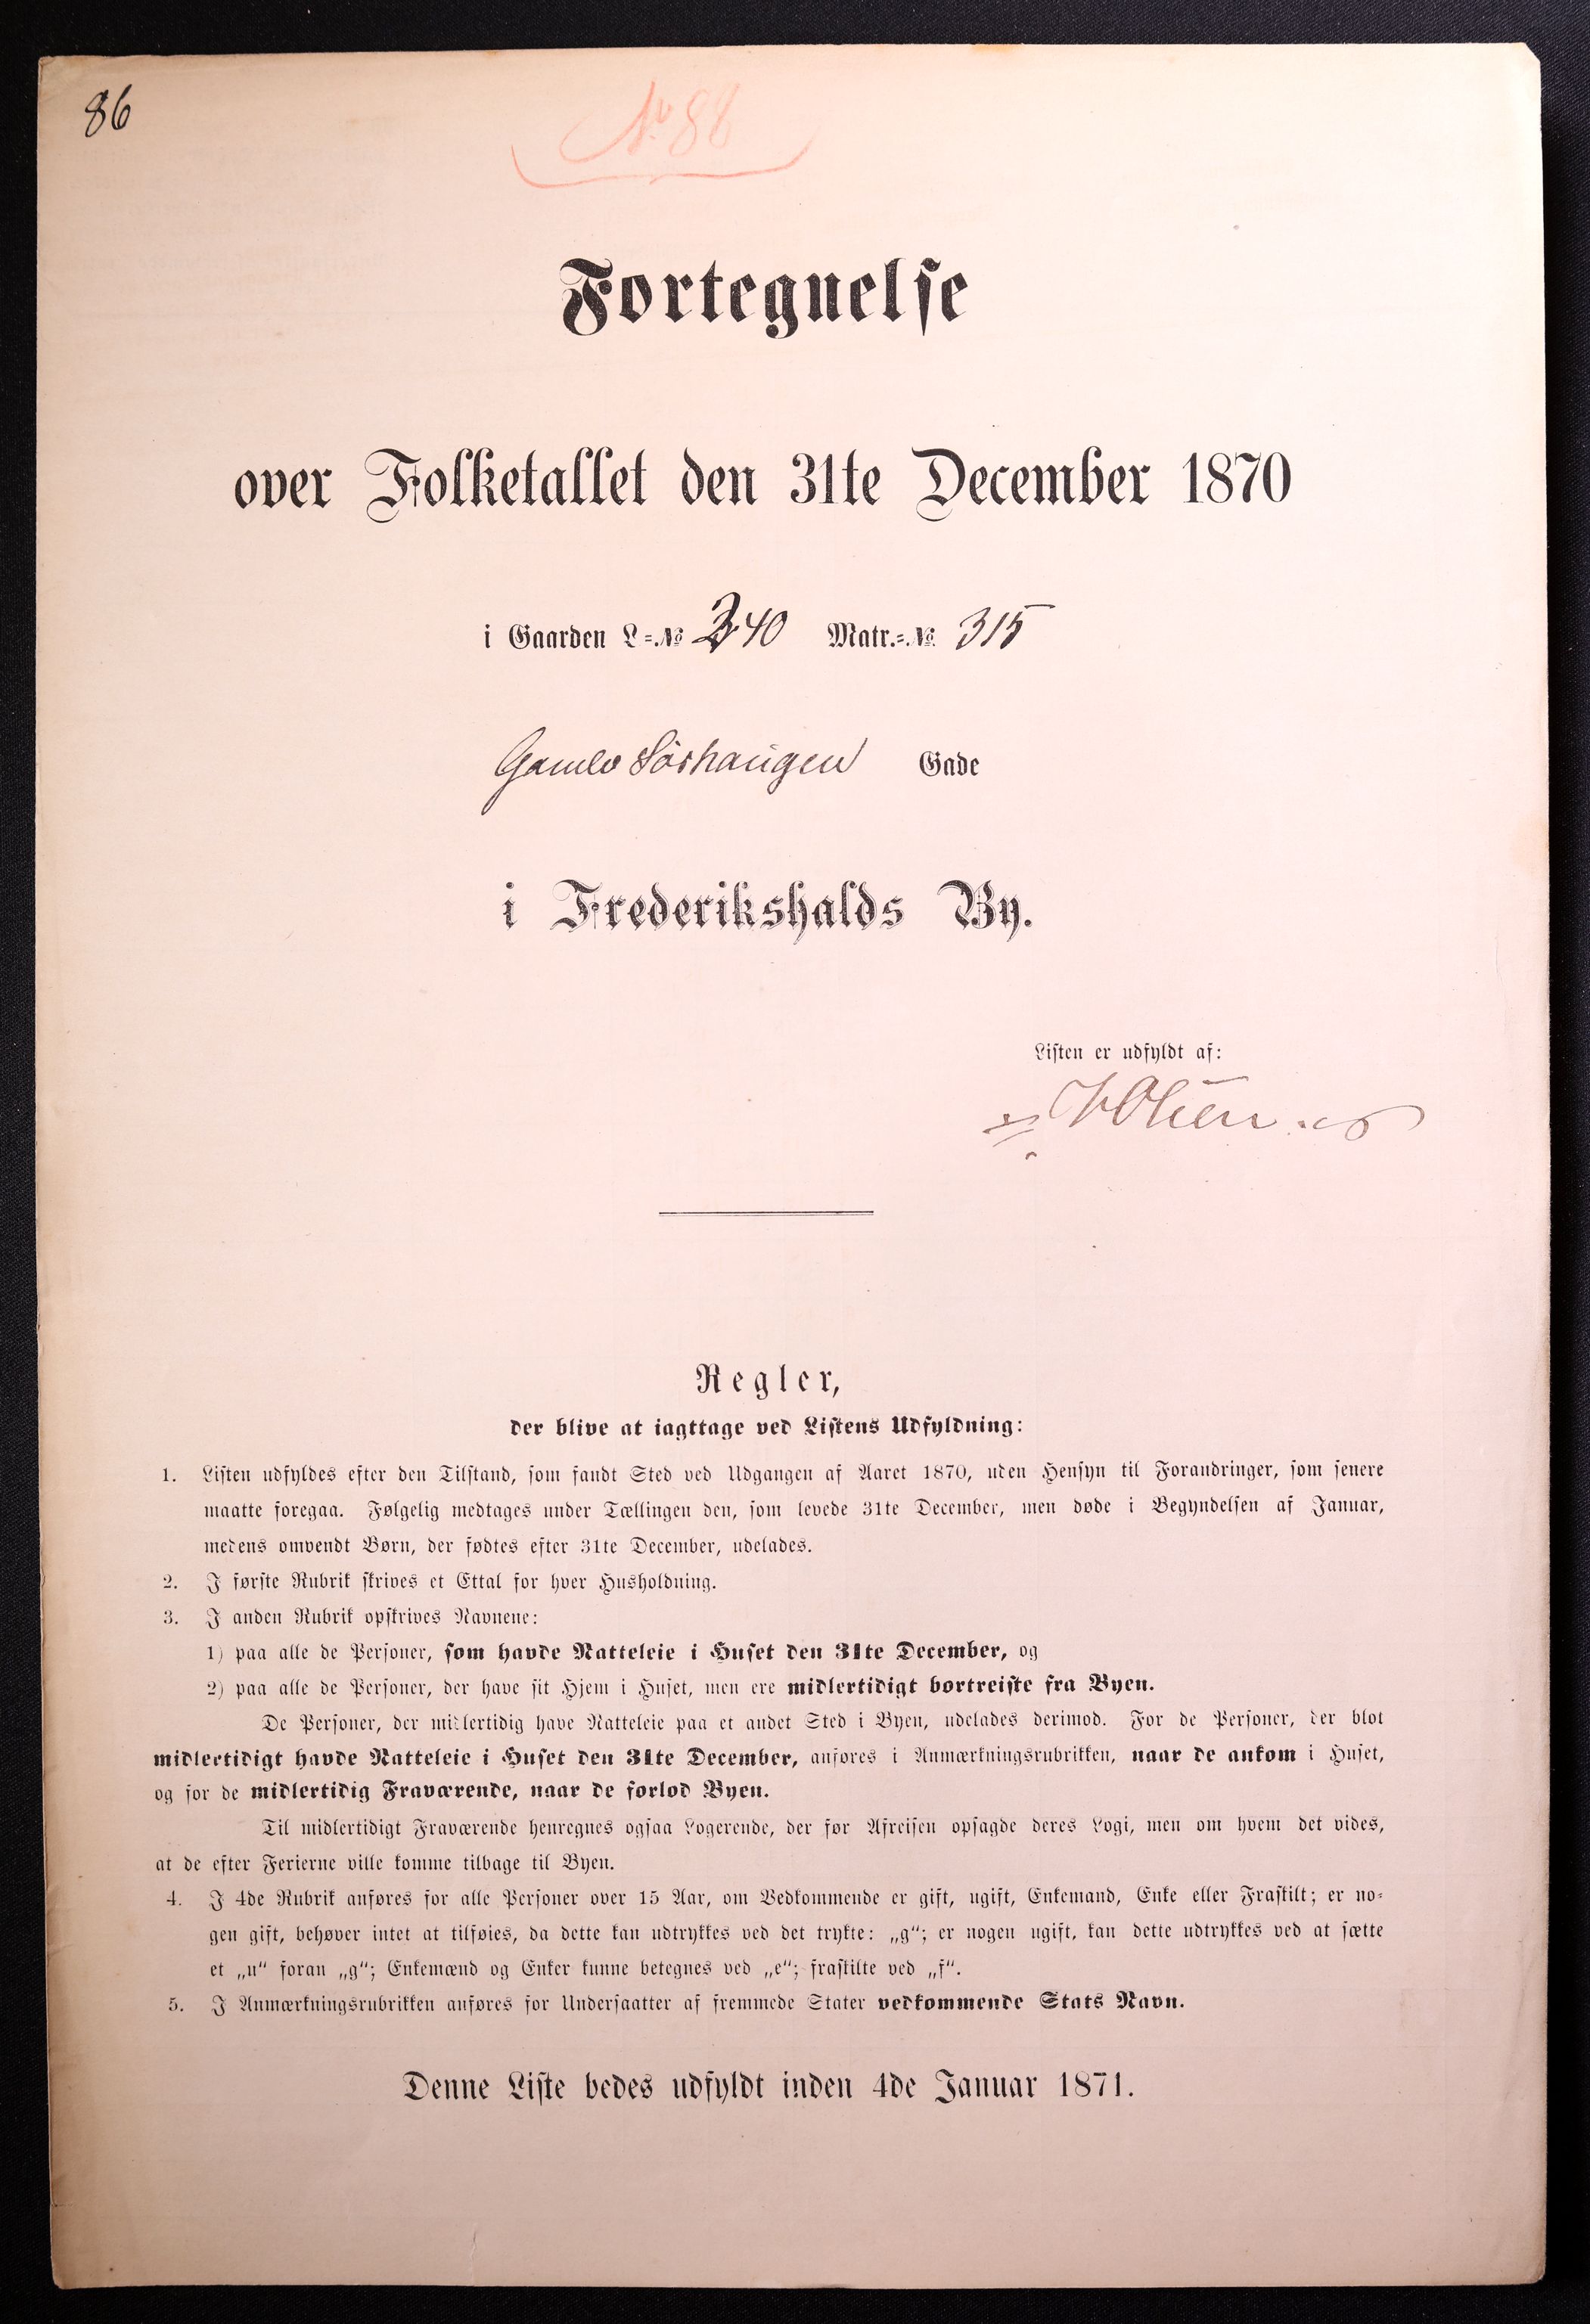 86
No 88
Fortegnelse
over Folketallet den 31te December 1870
i Gaarden L=No 240 Matr.=No. 315
Gamle Sörhaugen Gade
i Frederikshalds By.
Listen er udfyldt af:
Olsen
Regler,
der blive at iagttage ved Listens Udfyldning:
1. Listen udfyldes efter den Tilstand, som fandt Sted ved Udgangen af Aaret 1870, uden Hensyn til Forandringer, som senere
maatte foregaa. Følgelig medtages under Tællingen den, som levede 31te December, men døde i Begyndelsen af Januar,
medens omvendt Børn, der fødtes efter 31te December, udelades.
2. I første Rubrik skrives et Ettal for hver Husholdning.
3. I anden Rubrik opskrives Navnene:
1) paa alle de Personer, som havde Natteleie i Huset den 31te December, og
2) paa alle de Personer, der have sit Hjem i Huset, men ere midlertidigt bortreiste fra Byen.
De Personer, der midlertidig have Natteleie paa et andet Sted i Byen, udelades derimod. For de Personer, der blot
midlertidigt havde Natteleie i Huset den 31te December, anføres i Anmærkningsrubrikken, naar de ankom i Huset,
og for de midlertidig Fraværende, naar de forlod Byen.
Til midlertidigt Fraværende henregnes ogsaa Logerende, der før Afreisen opsagde deres Logi, men om hvem det vides,
at de efter Ferierne ville komme tilbage til Byen.
4. I 4de Rubrik anføres for alle Personer over 15 Aar, om Vedkommende er gift, ugift, Enkemand, Enke eller Fraskilt; er no=
gen gift, behøver intet at tilføies, da dette kan udtrykkes ved det trykte: „g“; er nogen ugift, kan dette udtrykkes ved at sætte
et „u“ foran „g“; Enkemænd og Enker kunne betegnes ved „e“; fraskilte ved „f“.
5. I Anmærkningsrubrikken anføres for Undersaatter af fremmede Stater vedkommende Stats Navn.
Denne Liste bedes udfyldt inden 4de Januar 1871.